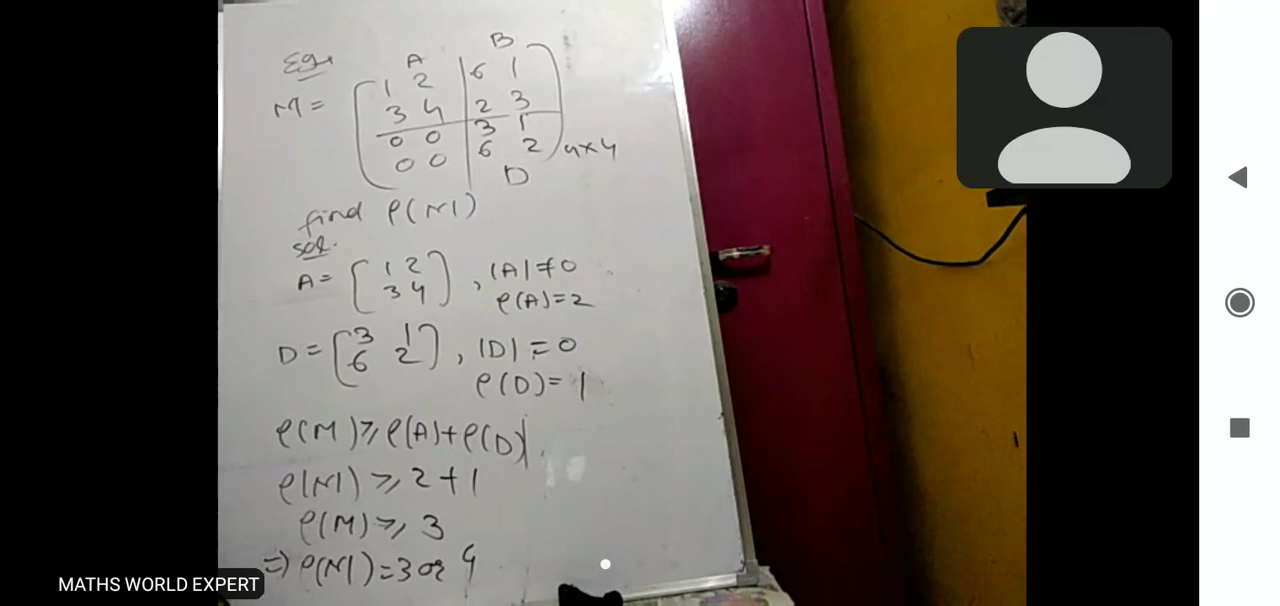 Eg:
A B
M = [ 1 2 | 6 1
3 4 | 2 3
0 0 | 3 1
0 0 | 6 2 ] 4×4
D
find ρ(M)
sol.
A = [ 1 2
3 4 ] , |A| ≠ 0
ρ(A) = 2
D = [ 3 1
6 2 ] , |D| = 0
ρ(D) = 1
ρ(M) ⩾ ρ(A) + ρ(D)
ρ(M) ⩾ 2 + 1
ρ(M) ⩾ 3
⇒ ρ(M) = 3 or 4
MATHS WORLD EXPERT